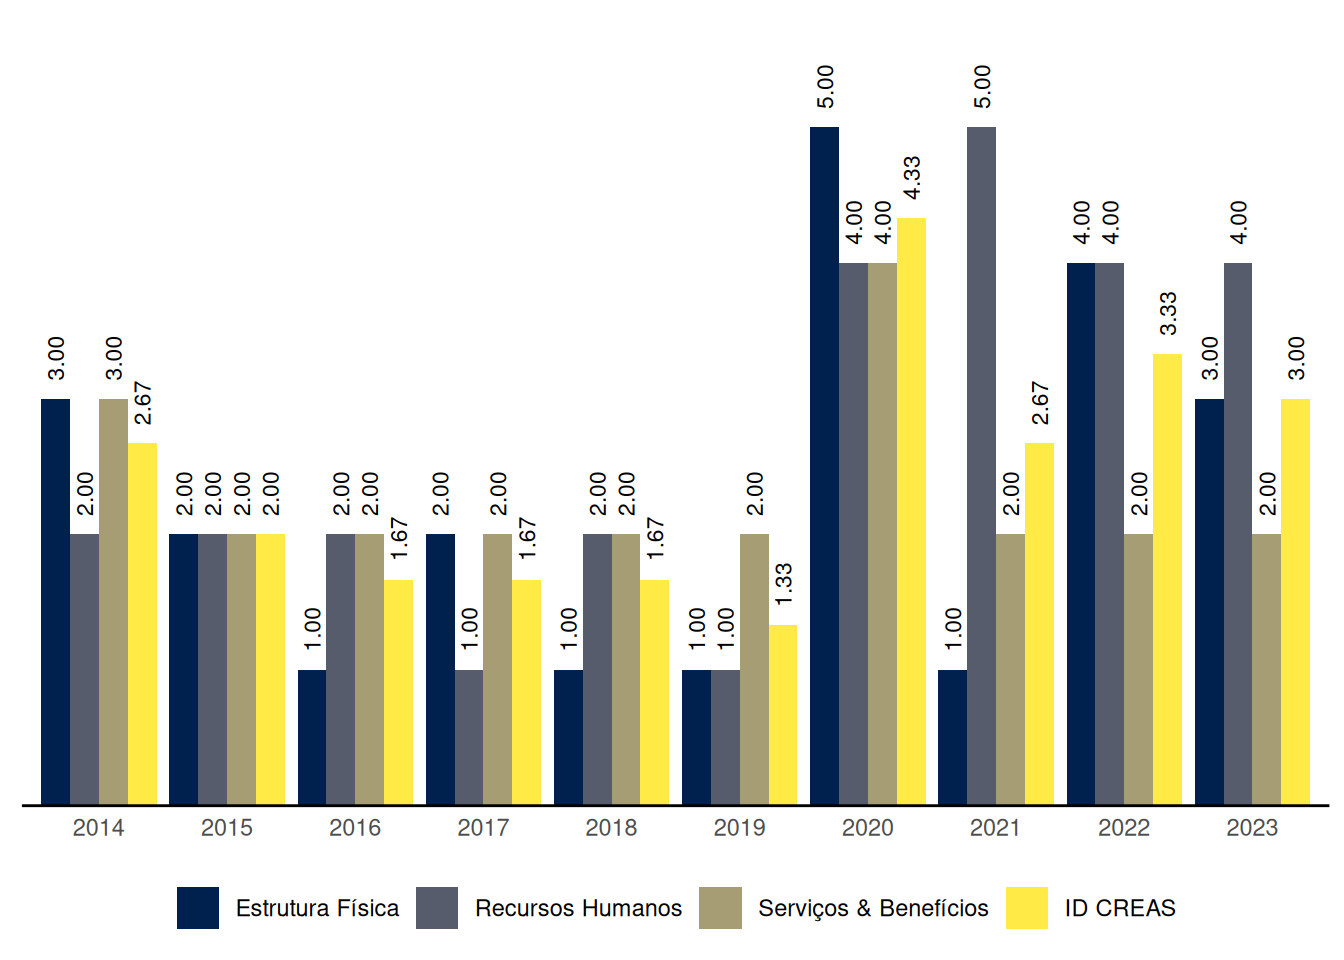 3.00 2.00 3.00 2.67
2.00 2.00 2.00 2.00
1.00 2.00 2.00 1.67
2.00 1.00 2.00 1.67
1.00 2.00 2.00 1.67
1.00 1.00 2.00 1.33
5.00 4.00 4.00 4.33
1.00 5.00 2.00 2.67
4.00 4.00 2.00 3.33
3.00 4.00 2.00 3.00
2014 2015 2016 2017 2018 2019 2020 2021 2022 2023
Estrutura Física Recursos Humanos Serviços & Benefícios ID CREAS